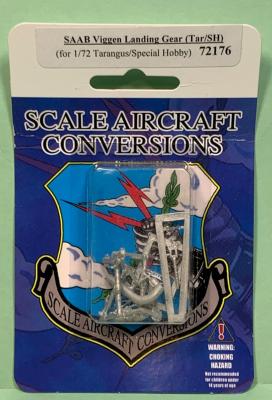 SAAB Viggen Landing Gear (Tar/SH)
(for 1/72 Tarangus/Special Hobby) 72176
SCALE AIRCRAFT
CONVERSIONS
SCALE AIRCRAFT CONVERSIONS
WARNING:
CHOKING
HAZARD
Not recommended
for children under
14 years of age